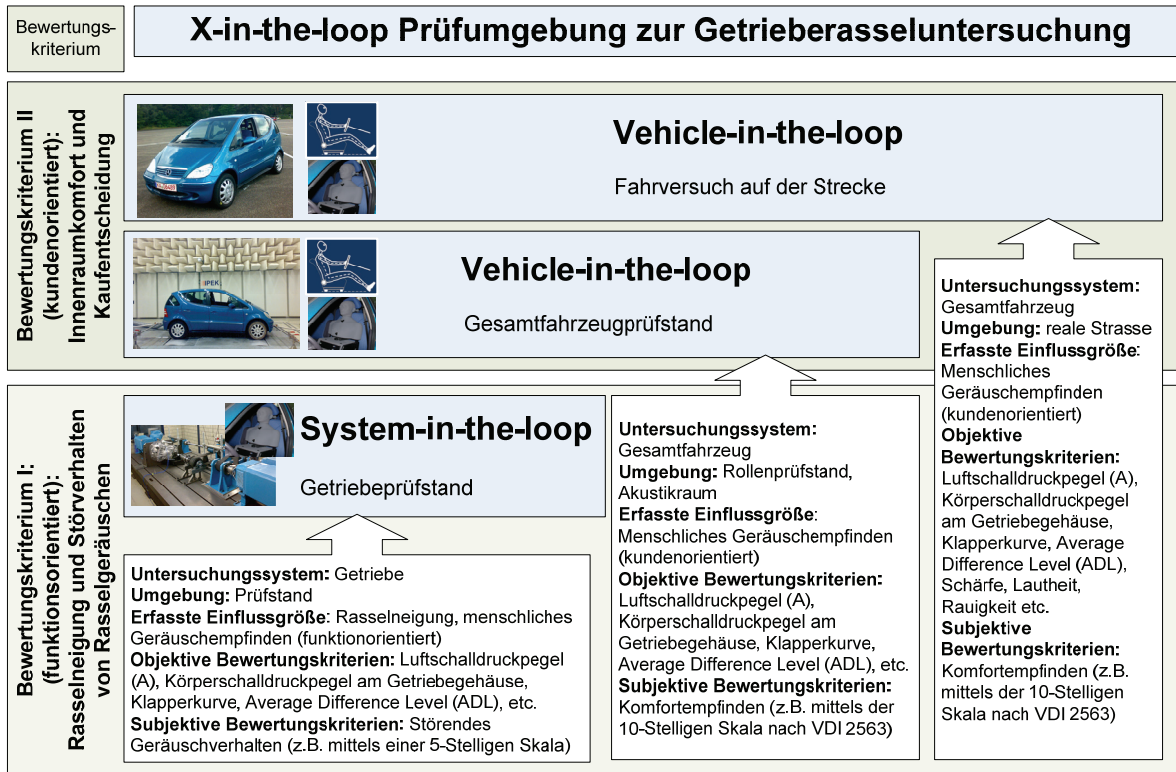 Bewertungs-
kriterium
X-in-the-loop Prüfumgebung zur Getrieberasseluntersuchung
Bewertungskriterium II
(kundenorientiert):
Innenraumkomfort und
Kaufentscheidung
Vehicle-in-the-loop
Fahrversuch auf der Strecke
IPEK
Vehicle-in-the-loop
Gesamtfahrzeugprüfstand
Bewertungskriterium I:
(funktionsorientiert):
Rasselneigung und Störverhalten
von Rasselgeräuschen
System-in-the-loop
Getriebeprüfstand
Untersuchungssystem: Getriebe
Umgebung: Prüfstand
Erfasste Einflussgröße: Rasselneigung, menschliches
Geräuschempfinden (funktionorientiert)
Objektive Bewertungskriterien: Luftschalldruckpegel
(A), Körperschalldruckpegel am Getriebegehäuse,
Klapperkurve, Average Difference Level (ADL), etc.
Subjektive Bewertungskriterien: Störendes
Geräuschverhalten (z.B. mittels einer 5-Stelligen Skala)
Untersuchungssystem:
Gesamtfahrzeug
Umgebung: Rollenprüfstand,
Akustikraum
Erfasste Einflussgröße:
Menschliches Geräuschempfinden
(kundenorientiert)
Objektive Bewertungskriterien:
Luftschalldruckpegel (A),
Körperschalldruckpegel am
Getriebegehäuse, Klapperkurve,
Average Difference Level (ADL), etc.
Subjektive Bewertungskriterien:
Komfortempfinden (z.B. mittels der
10-Stelligen Skala nach VDI 2563)
Untersuchungssystem:
Gesamtfahrzeug
Umgebung: reale Strasse
Erfasste Einflussgröße:
Menschliches
Geräuschempfinden
(kundenorientiert)
Objektive
Bewertungskriterien:
Luftschalldruckpegel (A),
Körperschalldruckpegel
am Getriebegehäuse,
Klapperkurve, Average
Difference Level (ADL),
Schärfe, Lautheit,
Rauigkeit etc.
Subjektive
Bewertungskriterien:
Komfortempfinden (z.B.
mittels der 10-Stelligen
Skala nach VDI 2563)